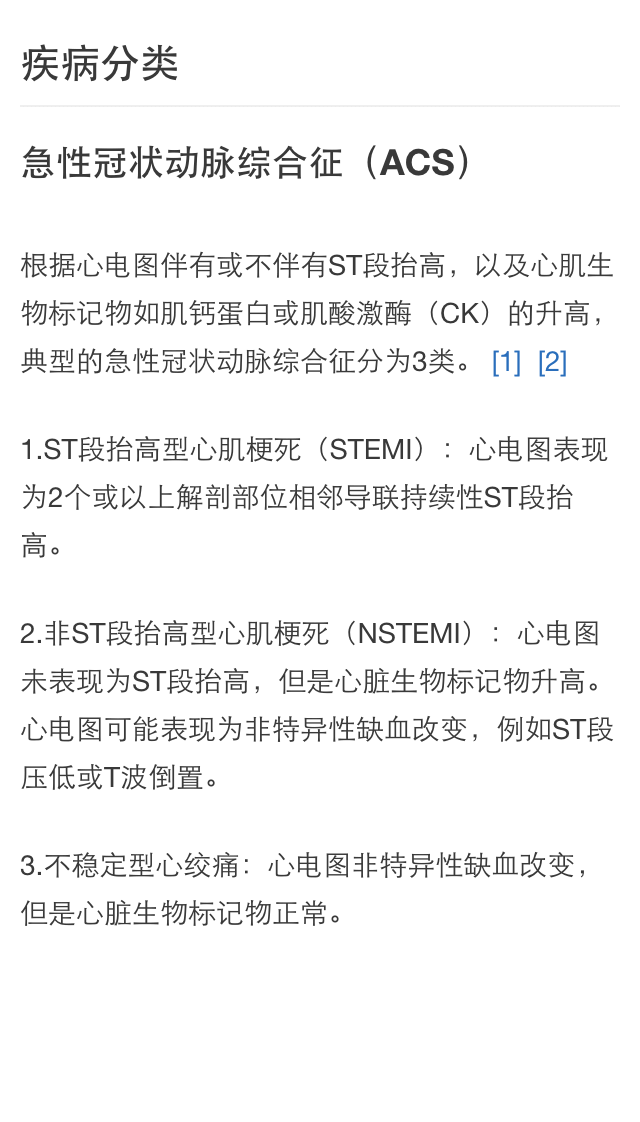 疾病分类
急性冠状动脉综合征（ACS）
根据心电图伴有或不伴有ST段抬高，以及心肌生
物标记物如肌钙蛋白或肌酸激酶（CK）的升高，
典型的急性冠状动脉综合征分为3类。 [1] [2]
1.ST段抬高型心肌梗死（STEMI）：心电图表现
为2个或以上解剖部位相邻导联持续性ST段抬
高。
2.非ST段抬高型心肌梗死（NSTEMI）：心电图
未表现为ST段抬高，但是心脏生物标记物升高。
心电图可能表现为非特异性缺血改变，例如ST段
压低或T波倒置。
3.不稳定型心绞痛：心电图非特异性缺血改变，
但是心脏生物标记物正常。